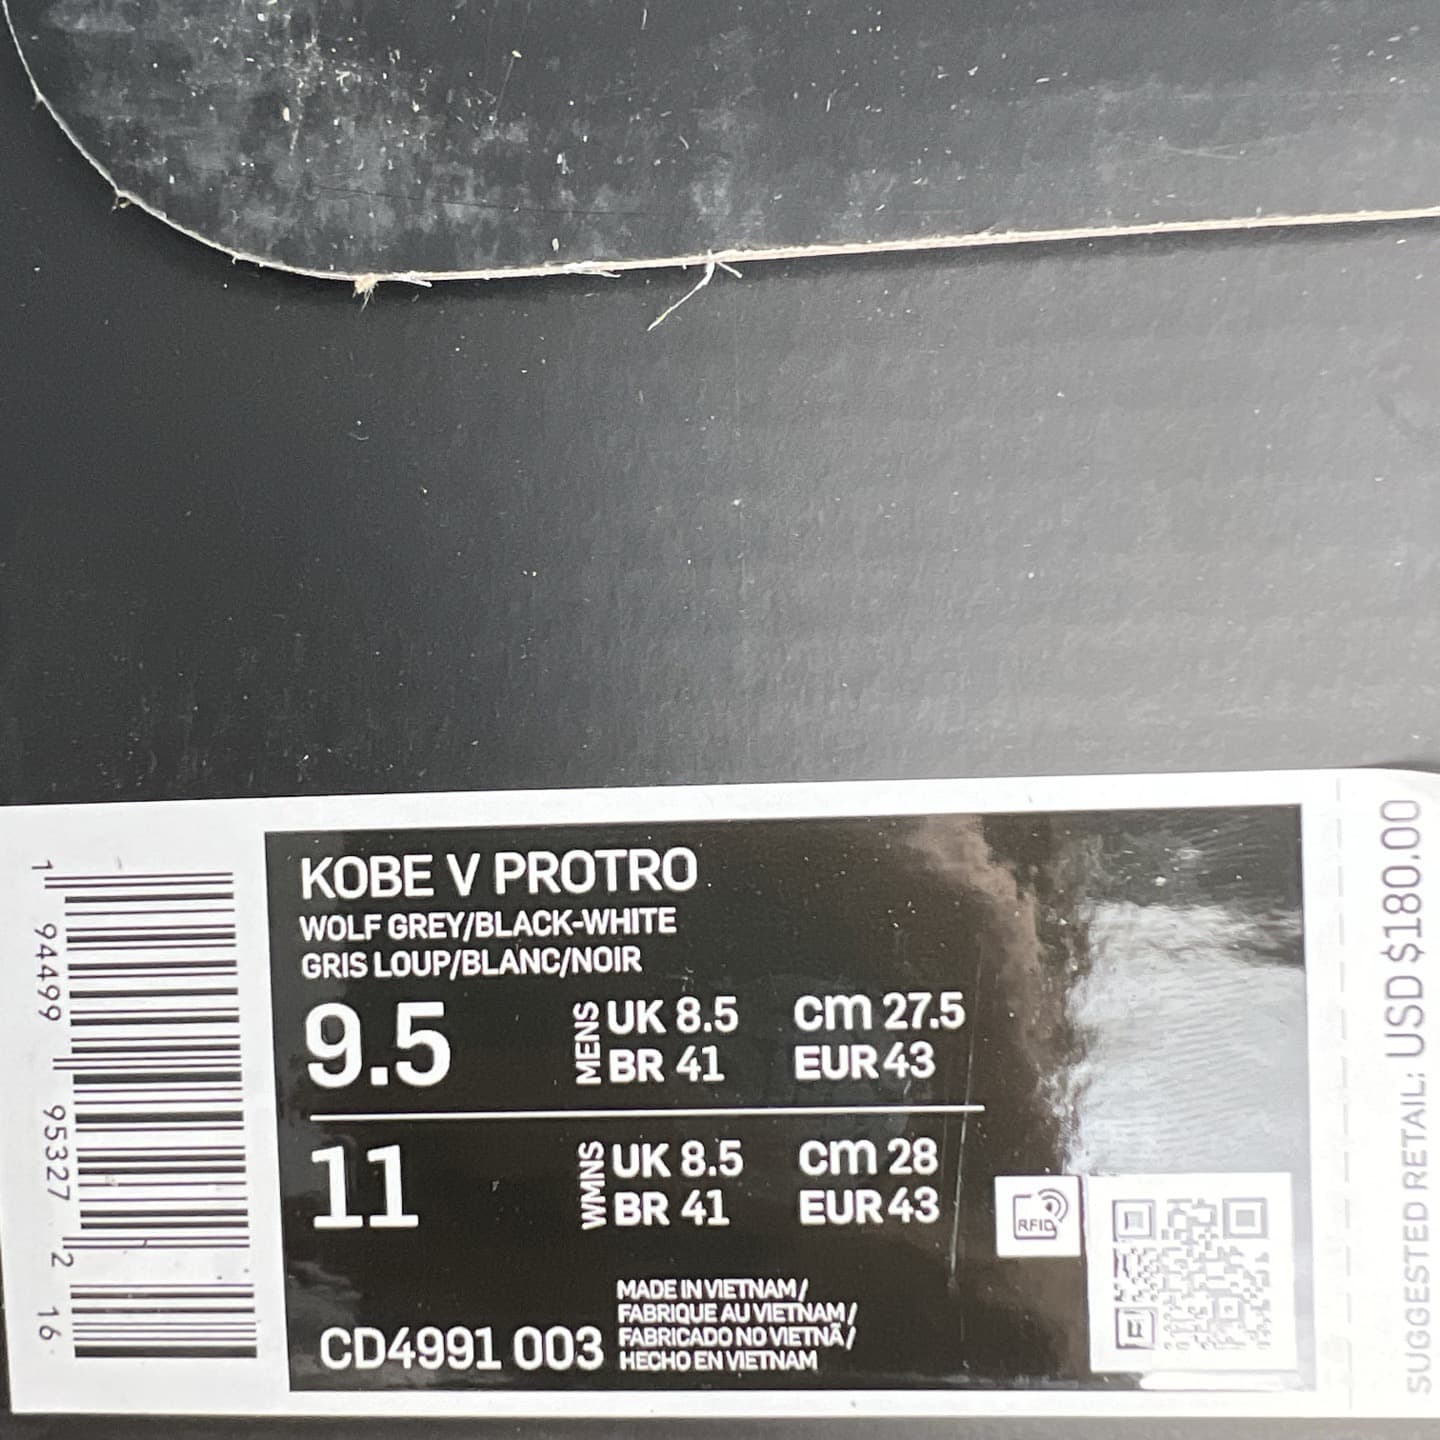 KOBE V PROTRO
WOLF GREY/BLACK-WHITE
GRIS LOUP/BLANC/NOIR
9.5 MENS UK 8.5 cm 27.5
BR 41 EUR 43
11 WMNS UK 8.5 cm 28
BR 41 EUR 43
RFID
MADE IN VIETNAM/
FABRIQUE AU VIETNAM/
FABRICADO NO VIETNÃ/
HECHO EN VIETNAM
CD4991 003
1 94499 95327 2 16
SUGGESTED RETAIL: USD $180.00